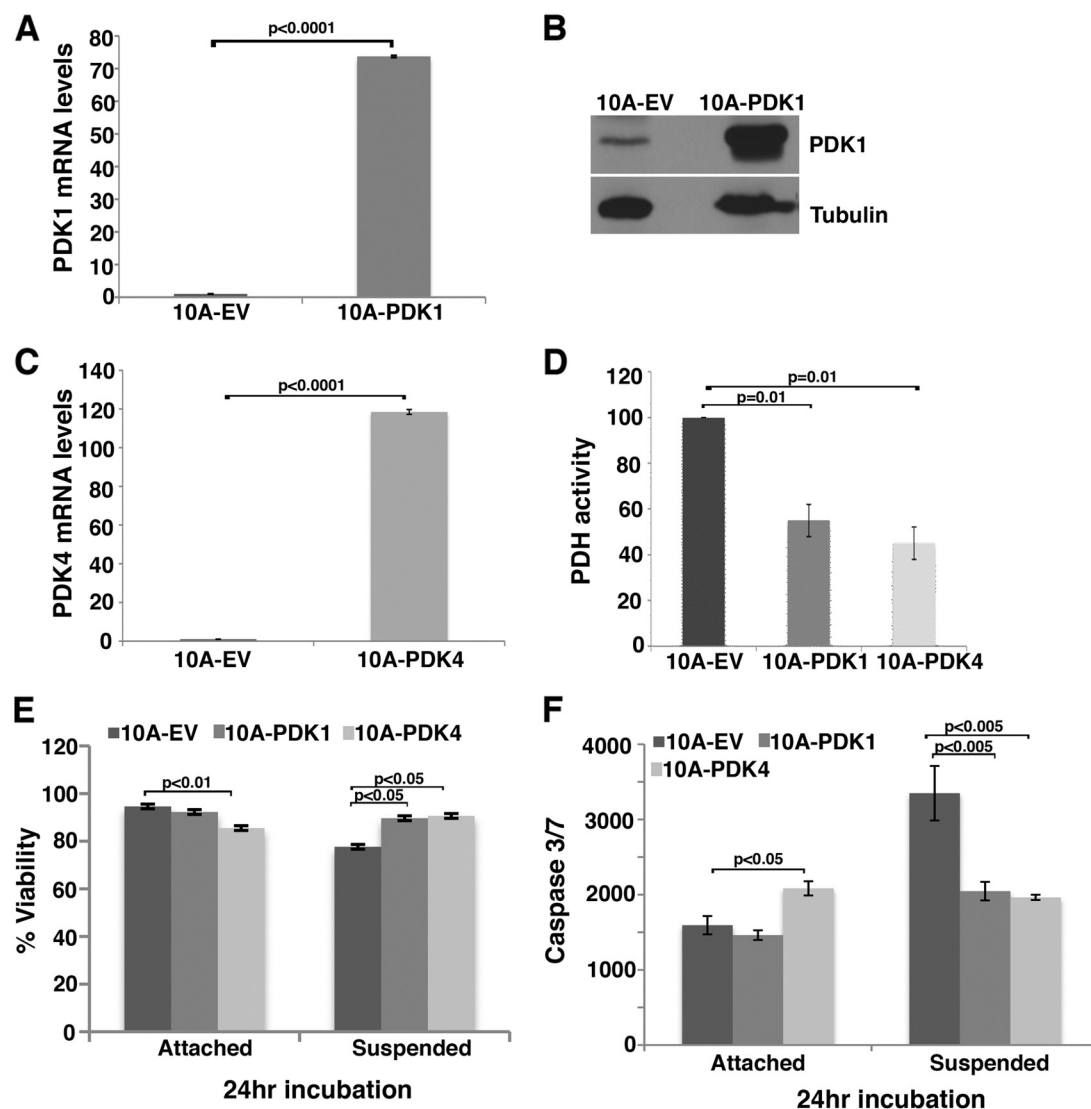 A
PDK1 mRNA levels
80
70
60
50
40
30
20
10
0
p<0.0001
10A-EV 10A-PDK1
B
10A-EV 10A-PDK1
PDK1
Tubulin
C
PDK4 mRNA levels
140
120
100
80
60
40
20
0
p<0.0001
10A-EV 10A-PDK4
D
PDH activity
120
100
80
60
40
20
0
p=0.01
p=0.01
10A-EV 10A-PDK1 10A-PDK4
E
10A-EV 10A-PDK1 10A-PDK4
% Viability
120
100
80
60
40
20
0
p<0.01
p<0.05
p<0.05
Attached Suspended
24hr incubation
F
10A-EV 10A-PDK1
10A-PDK4
Caspase 3/7
4000
3000
2000
1000
0
p<0.05
p<0.005
p<0.005
Attached Suspended
24hr incubation